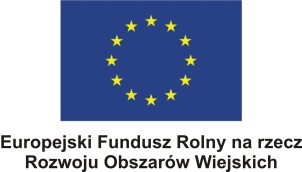 Europejski Fundusz Rolny na rzecz
Rozwoju Obszarów Wiejskich